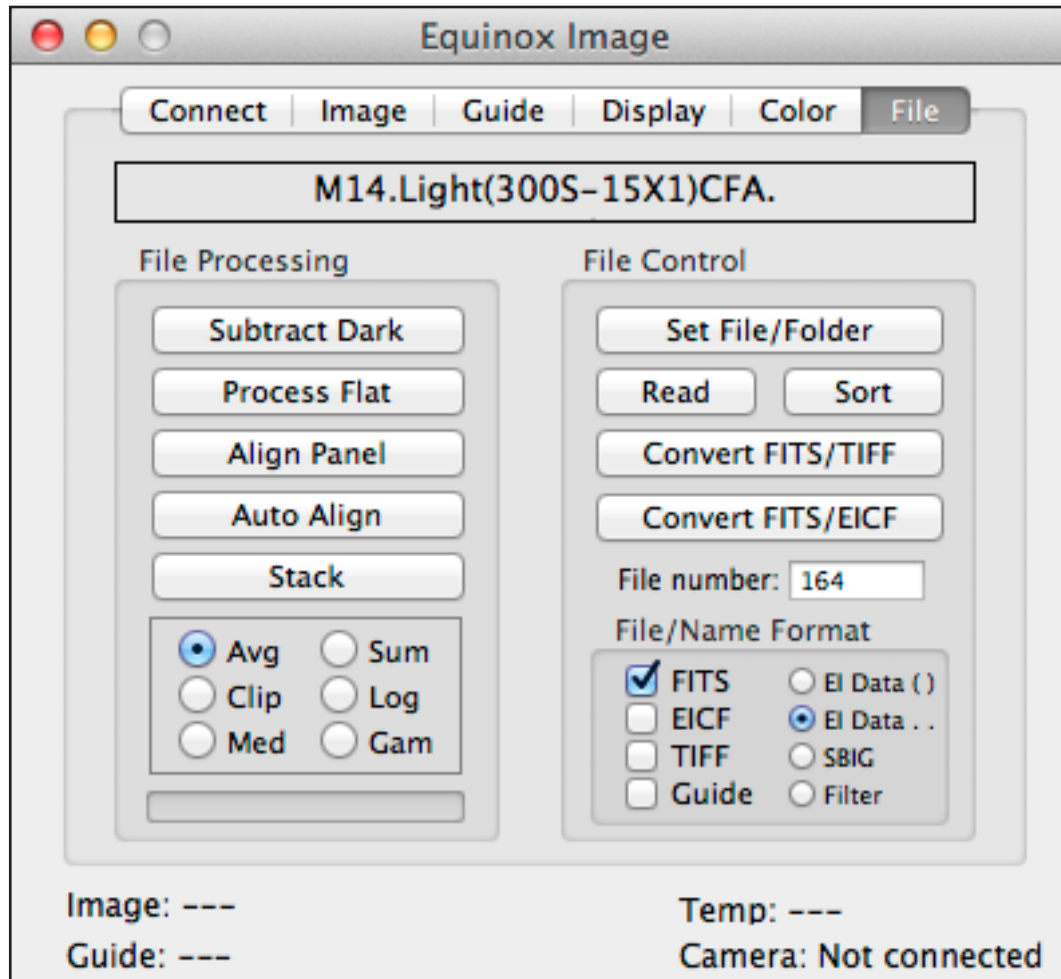 Equinox Image
Connect Image Guide Display Color File
M14.Light(300S-15X1)CFA.
File Processing
Subtract Dark
Process Flat
Align Panel
Auto Align
Stack
Avg Sum
Clip Log
Med Gam
File Control
Set File/Folder
Read Sort
Convert FITS/TIFF
Convert FITS/EICF
File number: 164
File/Name Format
FITS EI Data ( )
EICF EI Data . .
TIFF SBIG
Guide Filter
Image: ---
Guide: ---
Temp: ---
Camera: Not connected